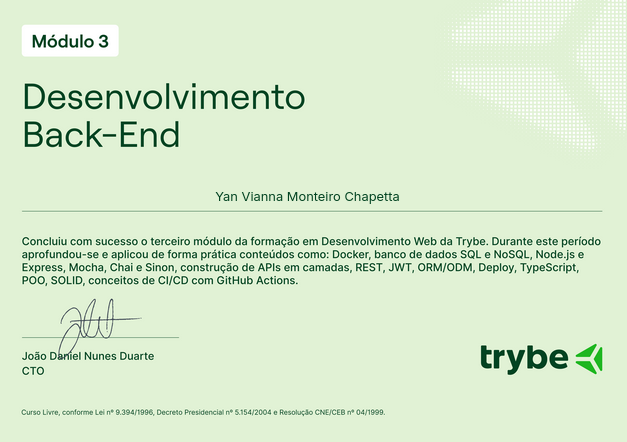 Módulo 3
Desenvolvimento
Back-End
Yan Vianna Monteiro Chapetta
Concluiu com sucesso o terceiro módulo da formação em Desenvolvimento Web da Trybe. Durante este período
aprofundou-se e aplicou de forma prática conteúdos como: Docker, banco de dados SQL e NoSQL, Node.js e
Express, Mocha, Chai e Sinon, construção de APIs em camadas, REST, JWT, ORM/ODM, Deploy, TypeScript,
POO, SOLID, conceitos de CI/CD com GitHub Actions.
João Daniel Nunes Duarte
CTO
trybe
Curso Livre, conforme Lei nº 9.394/1996, Decreto Presidencial nº 5.154/2004 e Resolução CNE/CEB nº 04/1999.